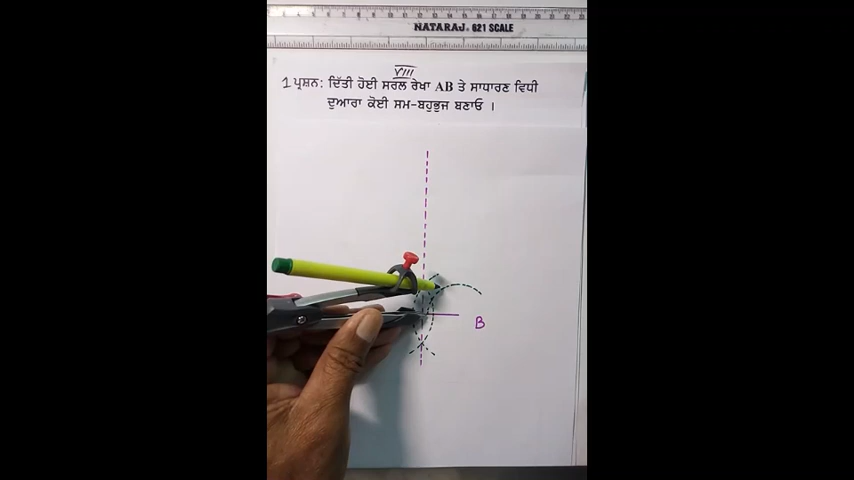 NATARAJ 621 SCALE
VIII
1 ਪ੍ਰਸ਼ਨ: ਦਿੱਤੀ ਹੋਈ ਸਰਲ ਰੇਖਾ AB ਤੇ ਸਾਧਾਰਣ ਵਿਧੀ
ਦੁਆਰਾ ਕੋਈ ਸਮ-ਬਹੁਭੁਜ ਬਣਾਓ ।
B